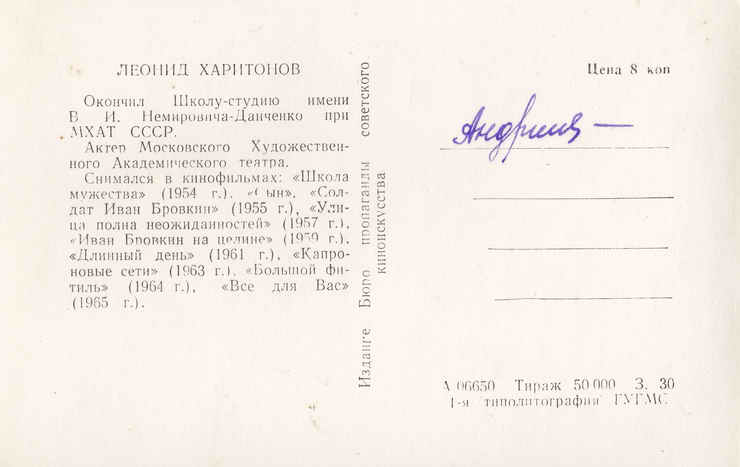 ЛЕОНИД ХАРИТОНОВ
Окончил Школу-студию имени
В. И. Немировича-Данченко при
МХАТ СССР.
Актер Московского Художествен-
ного Академического театра.
Снимался в кинофильмах: «Школа
мужества» (1954 г.), «Сын», «Сол-
дат Иван Бровкин» (1955 г.), «Ули-
ца полна неожиданностей» (1957 г.),
«Иван Бровкин на целине» (1959 г.),
«Длинный день» (1961 г.), «Капро-
новые сети» (1963 г.), «Большой фи-
тиль» (1964 г.), «Все для Вас»
(1965 г.).
Издание Бюро пропаганды советского
киноискусства
Цена 8 коп
А 06650 Тираж 50 000 З. 30
1-я типолитография ГУГМС